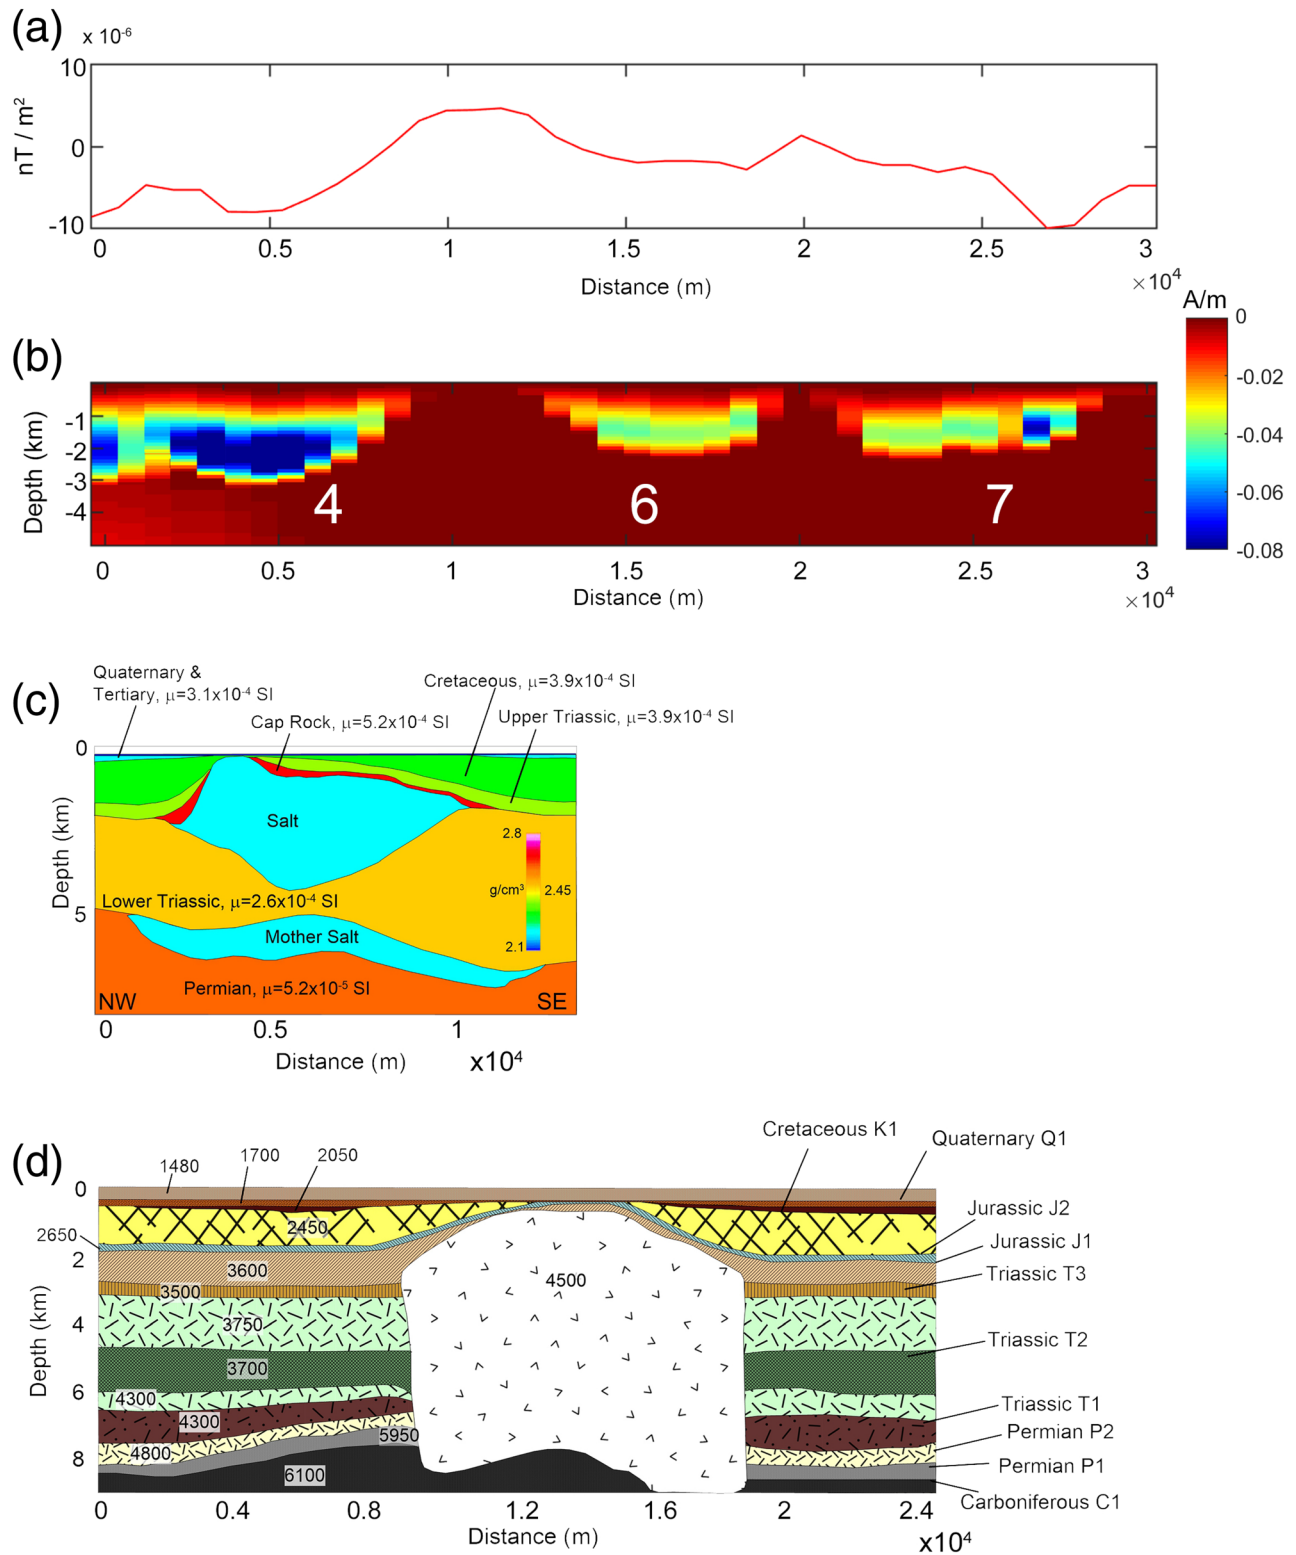 (a)
x 10⁻⁶
10
0
-10
nT / m²
0 0.5 1 1.5 2 2.5 3
Distance (m)
×10⁴
(b)
A/m
0
-0.02
-0.04
-0.06
-0.08
-1
-2
-3
-4
Depth (km)
4 6 7
0 0.5 1 1.5 2 2.5 3
Distance (m)
×10⁴
(c)
Quaternary &
Tertiary, μ=3.1x10⁻⁴ SI
Cretaceous, μ=3.9x10⁻⁴ SI
Cap Rock, μ=5.2x10⁻⁴ SI
Upper Triassic, μ=3.9x10⁻⁴ SI
0
5
Depth (km)
Salt
2.8
g/cm³ 2.45
2.1
Lower Triassic, μ=2.6x10⁻⁴ SI
Mother Salt
Permian, μ=5.2x10⁻⁵ SI
NW SE
0 0.5 1
Distance (m) x10⁴
(d)
Cretaceous K1
Quaternary Q1
1480 1700 2050
0
2
4
6
8
Depth (km)
2650
2450
3600
3500
3750
3700
4300
4300
4800
5950
6100
4500
Jurassic J2
Jurassic J1
Triassic T3
Triassic T2
Triassic T1
Permian P2
Permian P1
Carboniferous C1
0 0.4 0.8 1.2 1.6 2 2.4
Distance (m) x10⁴